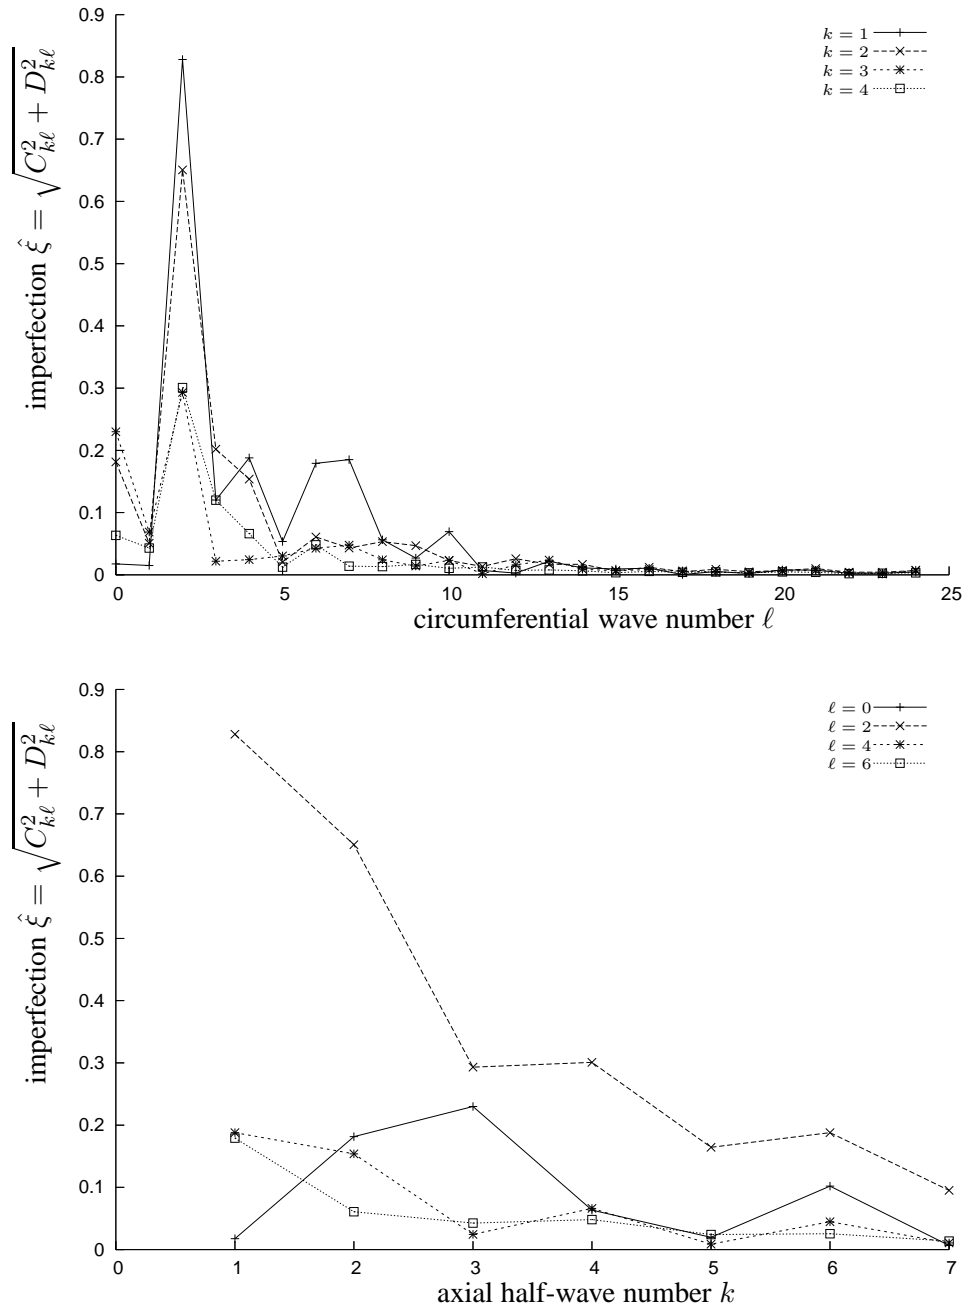 0.9
0.8
0.7
0.6
0.5
0.4
0.3
0.2
0.1
0
imperfection ξ̂ = √(C²ₖℓ + D²ₖℓ)
k = 1
k = 2
k = 3
k = 4
0 5 10 15 20 25
circumferential wave number ℓ
0.9
0.8
0.7
0.6
0.5
0.4
0.3
0.2
0.1
0
imperfection ξ̂ = √(C²ₖℓ + D²ₖℓ)
ℓ = 0
ℓ = 2
ℓ = 4
ℓ = 6
0 1 2 3 4 5 6 7
axial half-wave number k